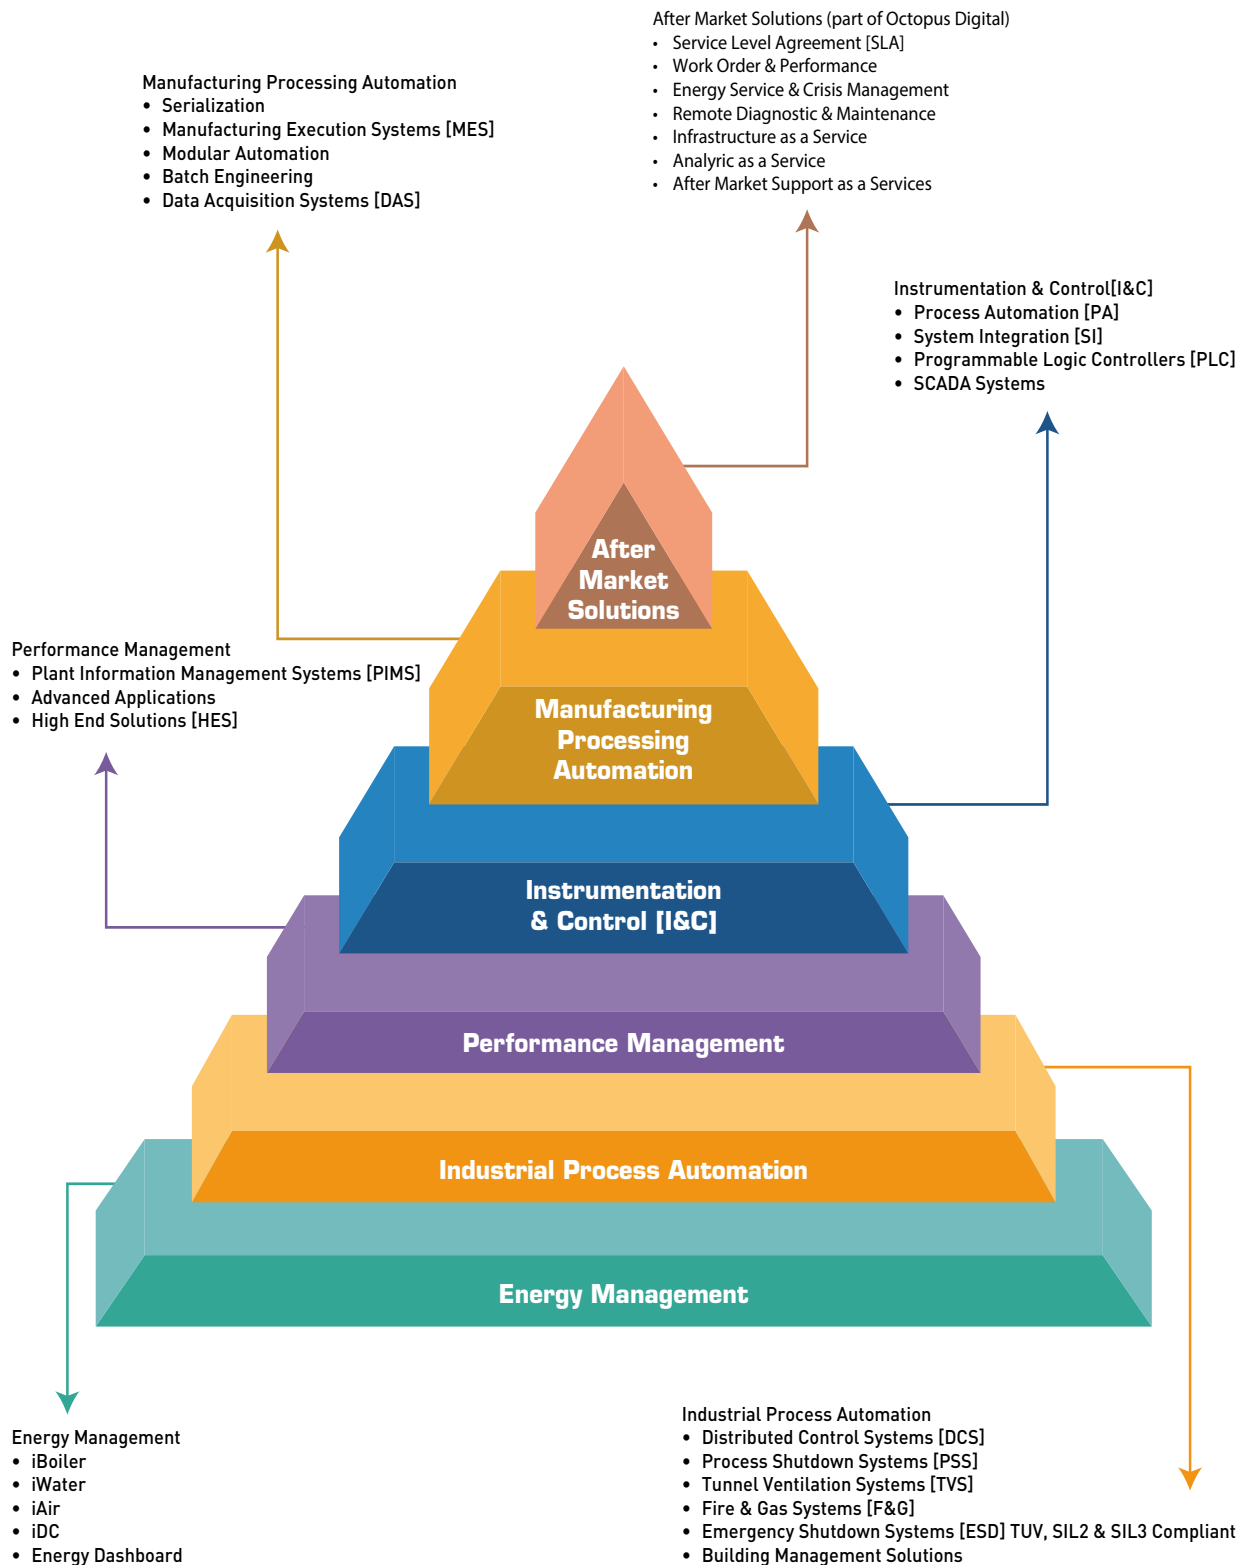 After Market Solutions (part of Octopus Digital)
• Service Level Agreement [SLA]
• Work Order & Performance
• Energy Service & Crisis Management
• Remote Diagnostic & Maintenance
• Infrastructure as a Service
• Analyric as a Service
• After Market Support as a Services
Manufacturing Processing Automation
• Serialization
• Manufacturing Execution Systems [MES]
• Modular Automation
• Batch Engineering
• Data Acquisition Systems [DAS]
Instrumentation & Control[I&C]
• Process Automation [PA]
• System Integration [SI]
• Programmable Logic Controllers [PLC]
• SCADA Systems
After
Market
Solutions
Performance Management
• Plant Information Management Systems [PIMS]
• Advanced Applications
• High End Solutions [HES]
Manufacturing
Processing
Automation
Instrumentation
& Control [I&C]
Performance Management
Industrial Process Automation
Energy Management
Energy Management
• iBoiler
• iWater
• iAir
• iDC
• Energy Dashboard
Industrial Process Automation
• Distributed Control Systems [DCS]
• Process Shutdown Systems [PSS]
• Tunnel Ventilation Systems [TVS]
• Fire & Gas Systems [F&G]
• Emergency Shutdown Systems [ESD] TUV, SIL2 & SIL3 Compliant
• Building Management Solutions